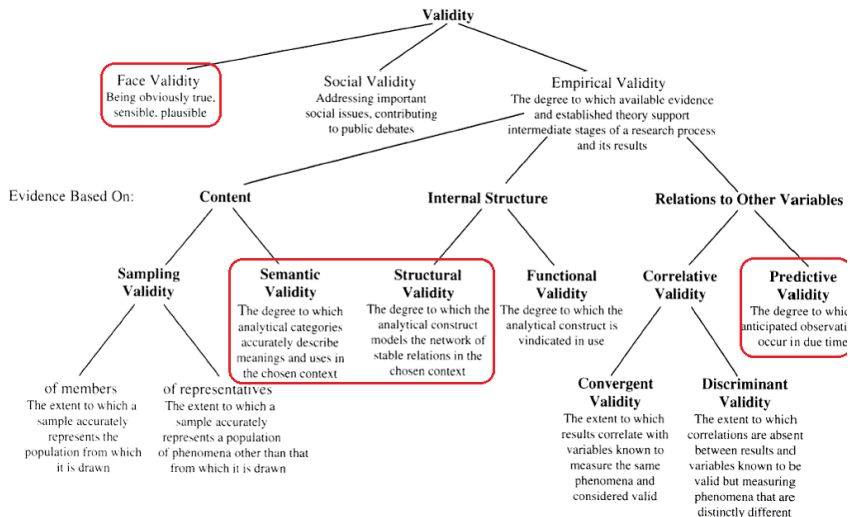 Validity
Face Validity
Being obviously true,
sensible, plausible
Social Validity
Addressing important
social issues, contributing
to public debates
Empirical Validity
The degree to which available evidence
and established theory support
intermediate stages of a research process
and its results
Evidence Based On:
Content
Internal Structure
Relations to Other Variables
Sampling
Validity
Semantic
Validity
The degree to which
analytical categories
accurately describe
meanings and uses in
the chosen context
Structural
Validity
The degree to which the
analytical construct
models the network of
stable relations in the
chosen context
Functional
Validity
The degree to which the
analytical construct is
vindicated in use
Correlative
Validity
Predictive
Validity
The degree to whic
anticipated observati
occur in due time
of members
The extent to which a
sample accurately
represents the
population from which
it is drawn
of representatives
The extent to which a
sample accurately
represents a population
of phenomena other than that
from which it is drawn
Convergent
Validity
The extent to which
results correlate with
variables known to
measure the same
phenomena and
considered valid
Discriminant
Validity
The extent to which
correlations are absent
between results and
variables known to be
valid but measuring
phenomena that are
distinctly different